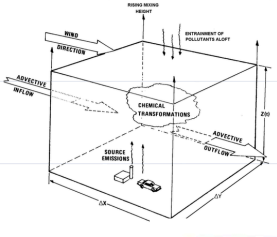 RISING MIXING
HEIGHT
WIND
DIRECTION
ENTRAINMENT OF
POLLUTANTS ALOFT
ADVECTIVE
INFLOW
Z(t)
CHEMICAL
TRANSFORMATIONS
ADVECTIVE
OUTFLOW
SOURCE
EMISSIONS
ΔX
ΔY